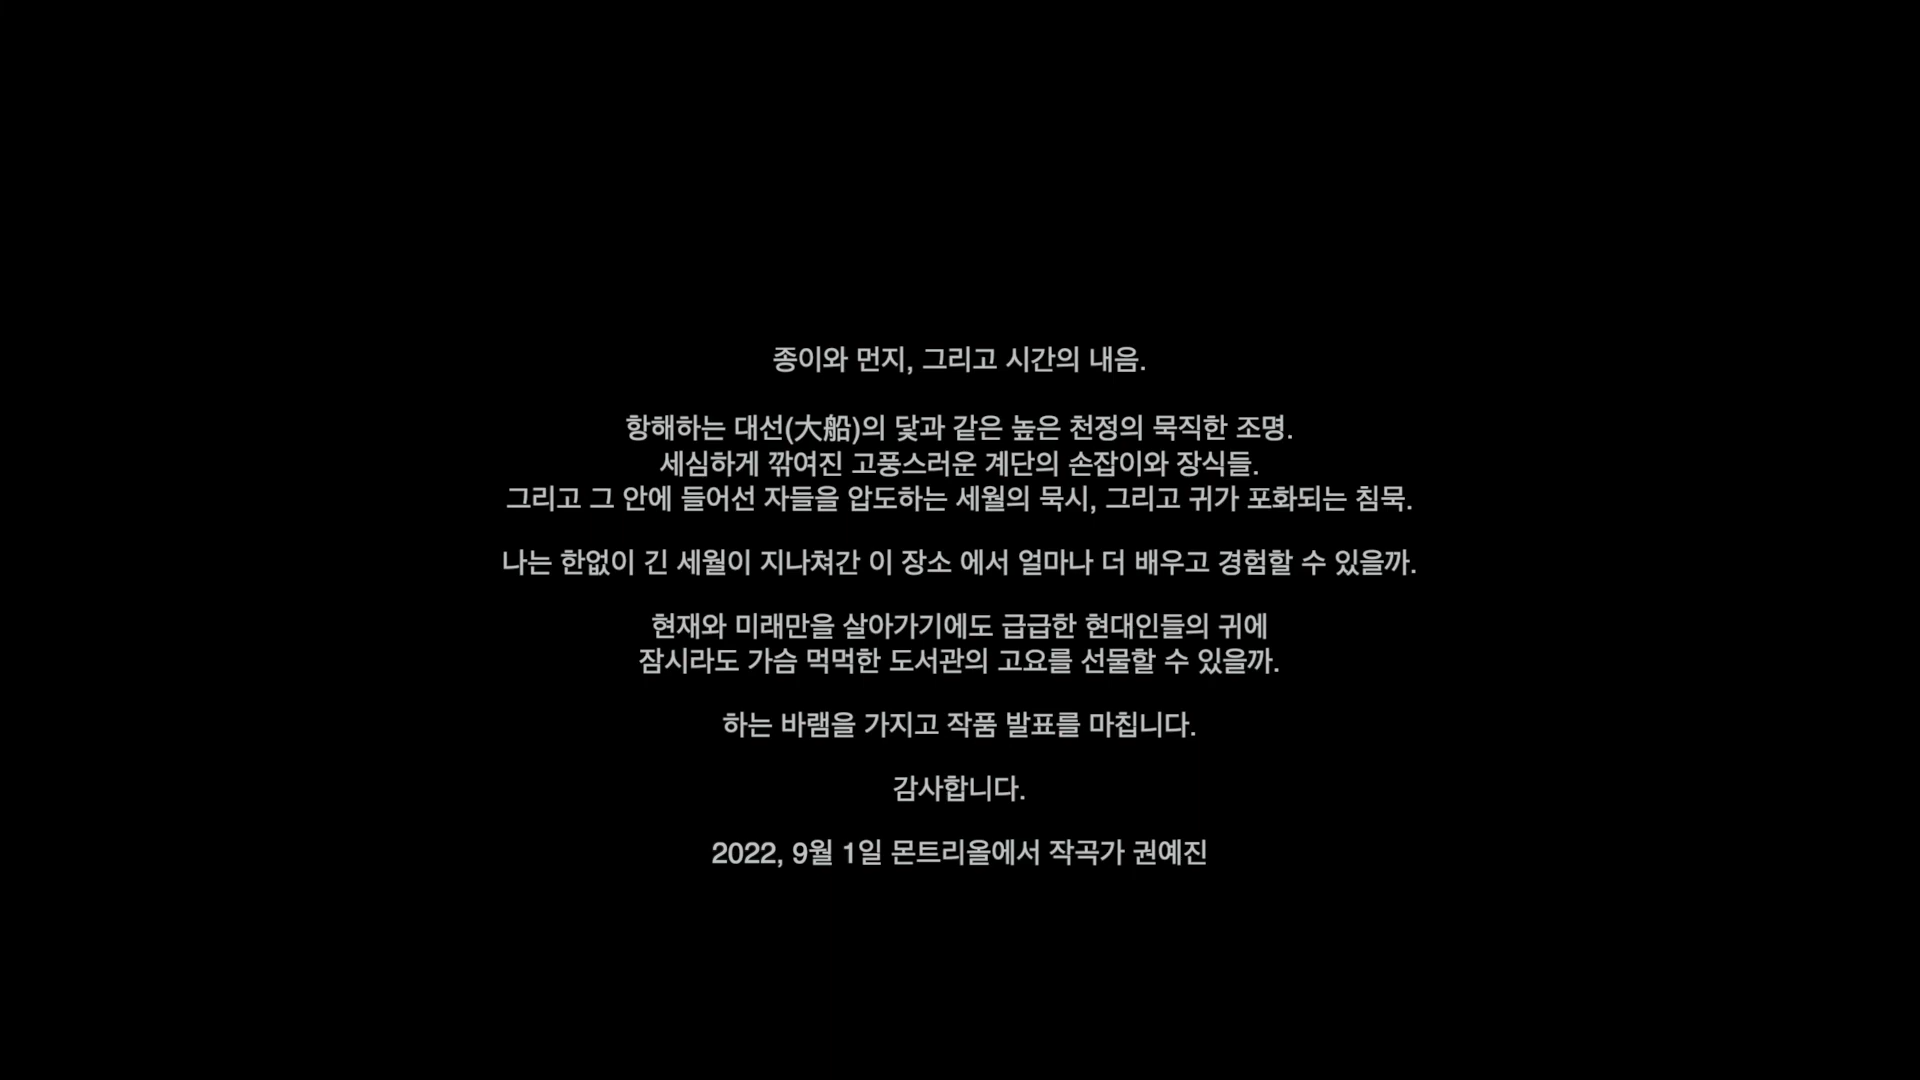 종이와 먼지, 그리고 시간의 내음.
항해하는 대선(大船)의 닻과 같은 높은 천정의 묵직한 조명.
세심하게 깎여진 고풍스러운 계단의 손잡이와 장식들.
그리고 그 안에 들어선 자들을 압도하는 세월의 묵시, 그리고 귀가 포화되는 침묵.
나는 한없이 긴 세월이 지나쳐간 이 장소 에서 얼마나 더 배우고 경험할 수 있을까.
현재와 미래만을 살아가기에도 급급한 현대인들의 귀에
잠시라도 가슴 먹먹한 도서관의 고요를 선물할 수 있을까.
하는 바램을 가지고 작품 발표를 마칩니다.
감사합니다.
2022, 9월 1일 몬트리올에서 작곡가 권예진